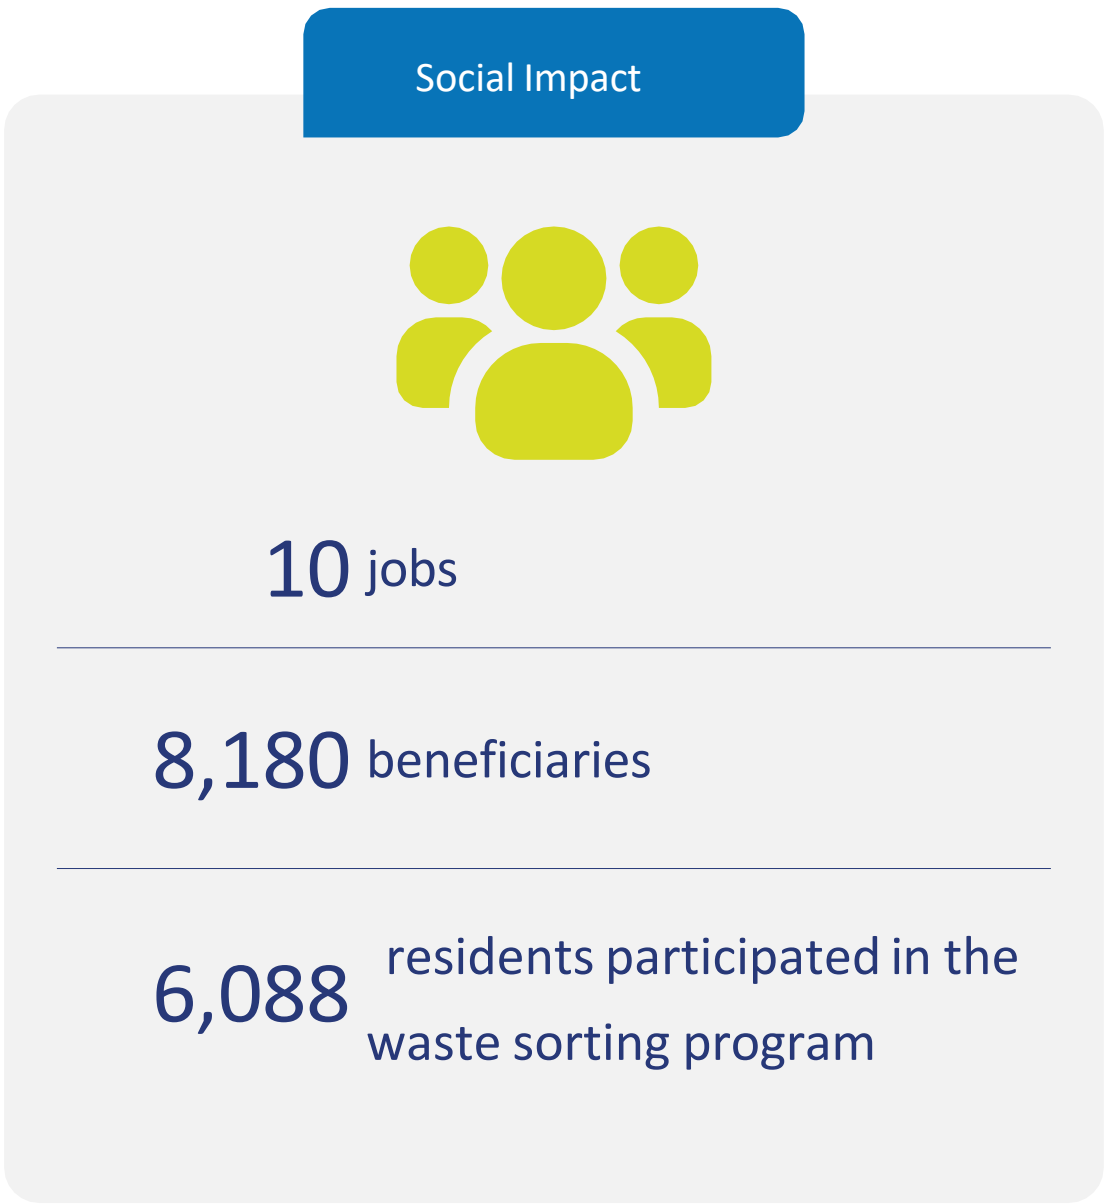 Social Impact
10 jobs
8,180 beneficiaries
6,088 residents participated in the
waste sorting program